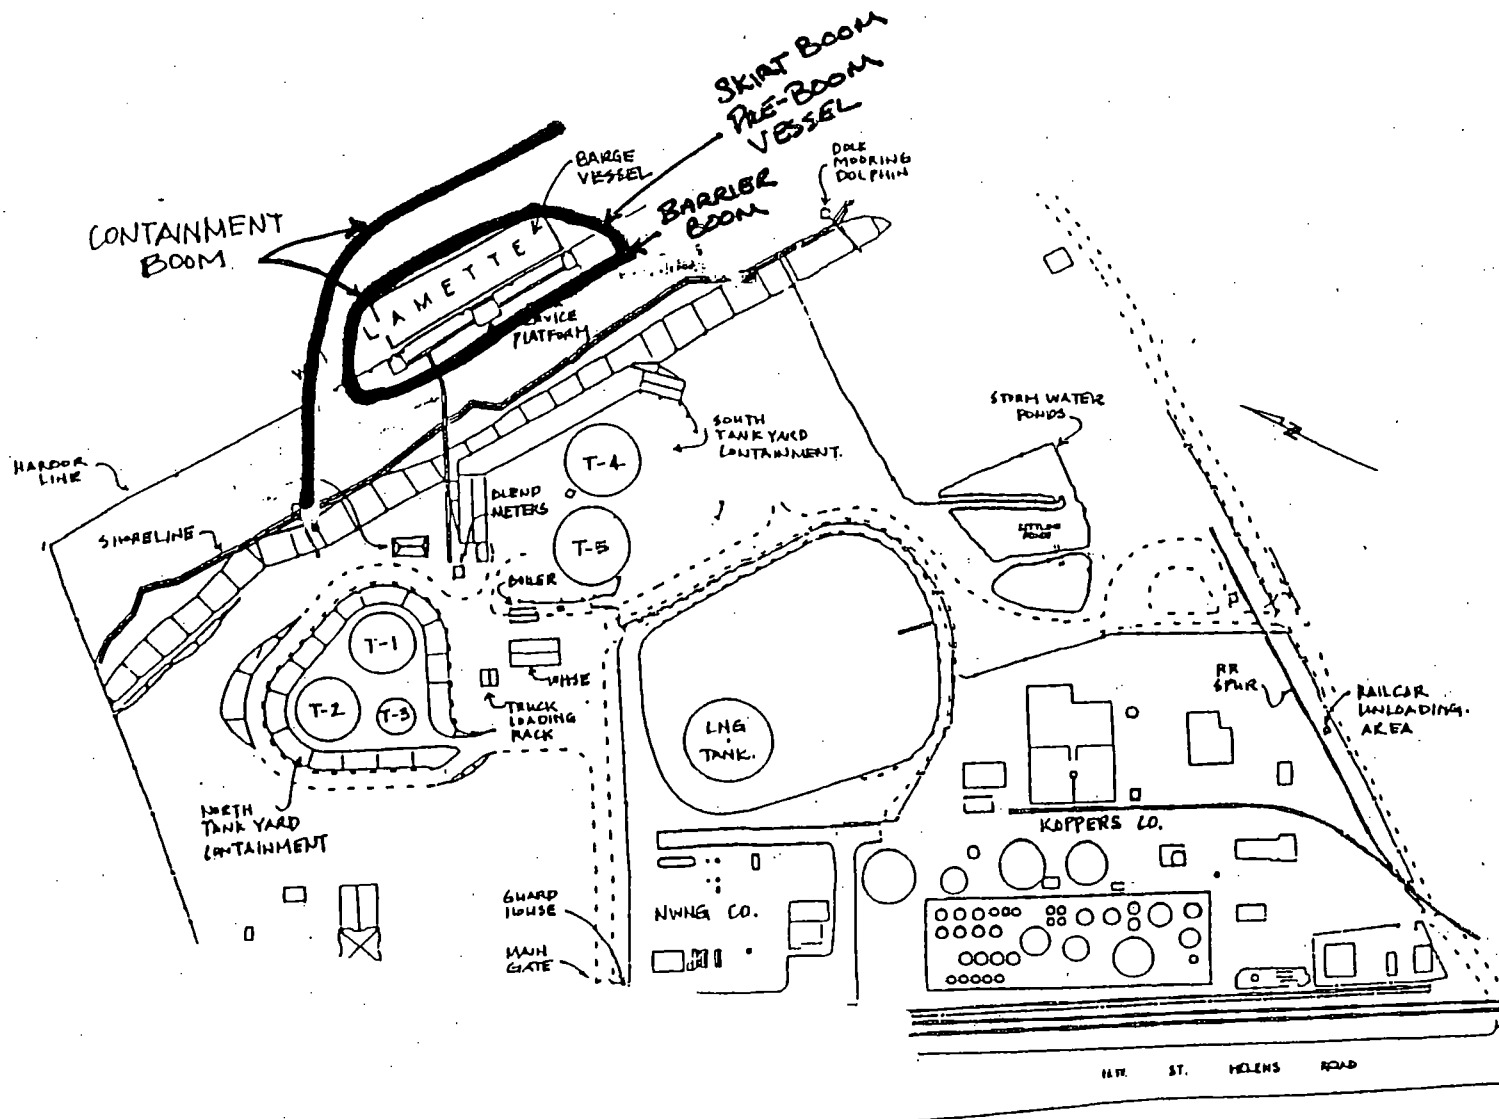 SKIRT BOOM
PRE-BOOM
VESSEL
BARGE
VESSEL
DOLK
MOORING
DOLPHIN
BARRIER
BOOM
CONTAINMENT
BOOM
LAMETTE
PLATFORM
STORM WATER
PONDS
SOUTH
TANK YARD
CONTAINMENT.
HARBOR
LINE
SHORELINE
BLEND
METERS
T-4
T-5
N
BOILER
T-1
T-2
T-3
WHSE
TRUCK
LOADING
RACK
LNG
TANK.
RR
SPUR
RAILCAR
UNLOADING.
AREA
NORTH
TANK YARD
CONTAINMENT
KOPPERS CO.
GUARD
HOUSE
NWNG CO.
MAIN
GATE
ST. HELENS ROAD